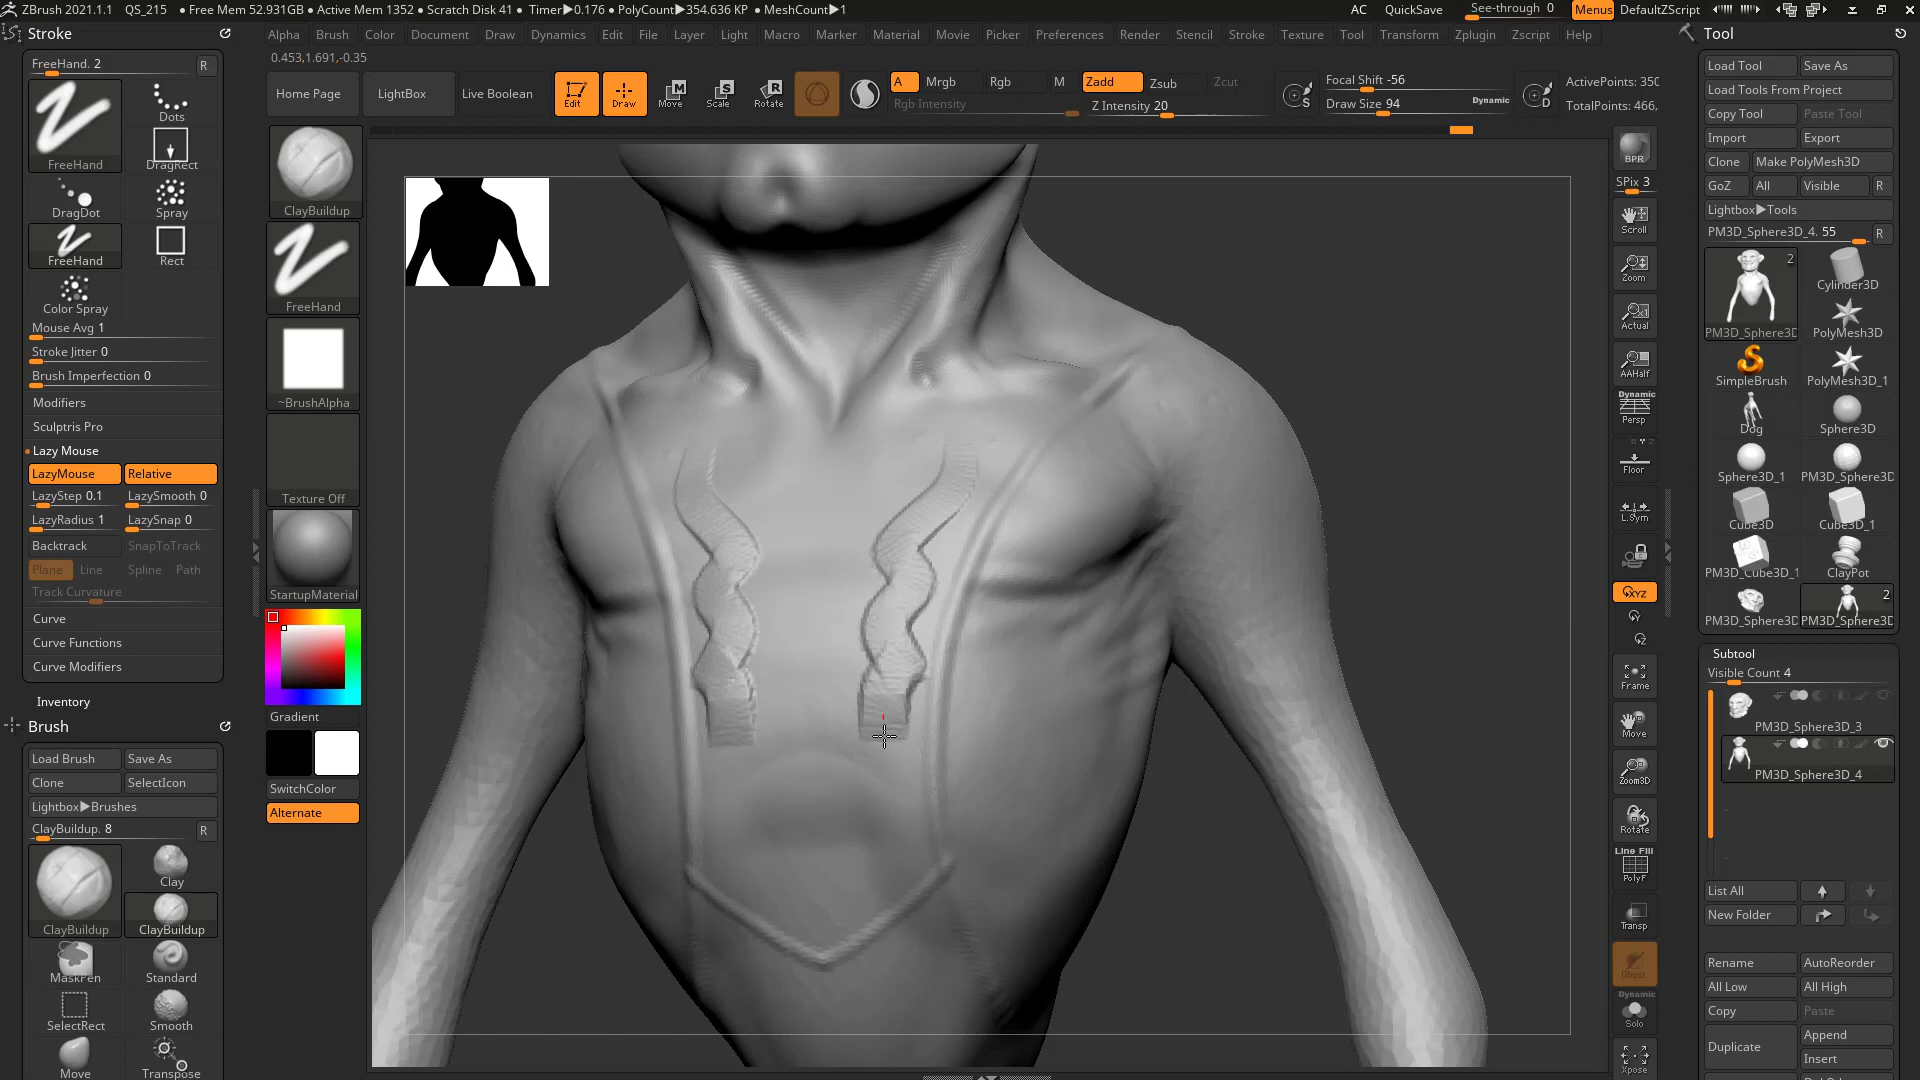 ZBrush 2021.1.1 QS_215 • Free Mem 52.931GB • Active Mem 1352 • Scratch Disk 41 • Timer▶0.176 • PolyCount▶354.636 KP • MeshCount▶1 AC QuickSave See-through 0 Menus DefaultZScript
Stroke
Alpha Brush Color Document Draw Dynamics Edit File Layer Light Macro Marker Material Movie Picker Preferences Render Stencil Stroke Texture Tool Transform Zplugin Zscript Help
Tool
0.453,1.691,-0.35
FreeHand. 2 R
FreeHand
Dots
DragRect
DragDot
Spray
FreeHand
Rect
Color Spray
Mouse Avg 1
Stroke Jitter 0
Brush Imperfection 0
Modifiers
Sculptris Pro
Lazy Mouse
LazyMouse Relative
LazyStep 0.1 LazySmooth 0
LazyRadius 1 LazySnap 0
Backtrack SnapToTrack
Plane Line Spline Path
Track Curvature
Curve
Curve Functions
Curve Modifiers
Inventory
Brush
Load Brush Save As
Clone SelectIcon
Lightbox▶Brushes
ClayBuildup. 8 R
ClayBuildup
Clay
ClayBuildup
MaskPen
Standard
SelectRect
Smooth
Move
Transpose
Home Page LightBox Live Boolean Edit Draw Move Scale Rotate
A Mrgb Rgb M Zadd Zsub Zcut
Rgb Intensity Z Intensity 20
S Focal Shift -56
Draw Size 94 Dynamic
D ActivePoints: 350
TotalPoints: 466,
ClayBuildup
FreeHand
~BrushAlpha
Texture Off
StartupMaterial
Gradient
SwitchColor
Alternate
BPR
SPix 3
Scroll
Zoom
Actual
AAHalf
Dynamic
Persp
Floor
L.Sym
XYZ
Y
Z
Frame
Move
Zoom3D
Rotate
Line Fill
PolyF
Transp
Ghost
Dynamic
Solo
Xpose
Load Tool Save As
Load Tools From Project
Copy Tool Paste Tool
Import Export
Clone Make PolyMesh3D
GoZ All Visible R
Lightbox▶Tools
PM3D_Sphere3D_4. 55 R
2
PM3D_Sphere3D
Cylinder3D
PolyMesh3D
SimpleBrush PolyMesh3D_1
Dog Sphere3D
Sphere3D_1 PM3D_Sphere3D
Cube3D Cube3D_1
PM3D_Cube3D_1 ClayPot
2
PM3D_Sphere3D PM3D_Sphere3D
Subtool
Visible Count 4
PM3D_Sphere3D_3
PM3D_Sphere3D_4
List All
New Folder
Rename AutoReorder
All Low All High
Copy Paste
Duplicate Append
Insert